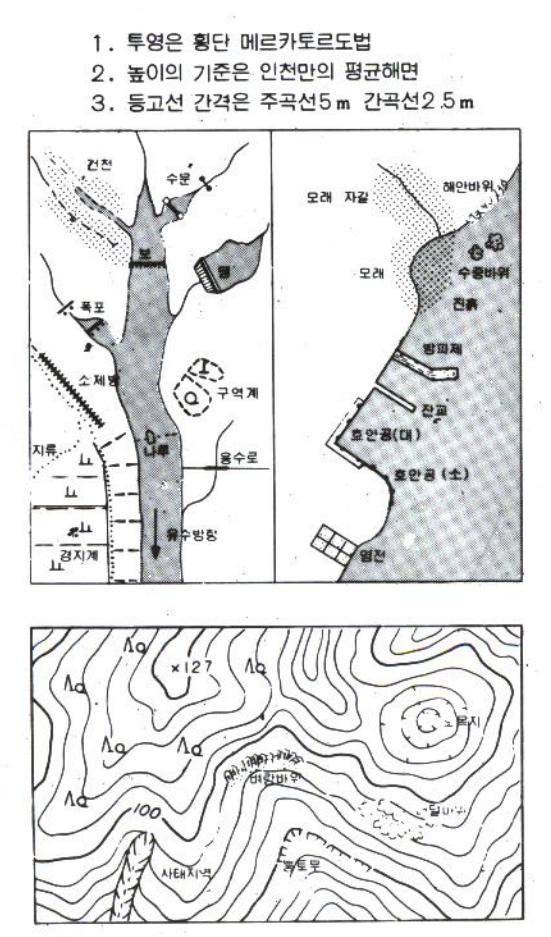 1. 투영은 횡단 메르카토르도법
2. 높이의 기준은 인천만의 평균해면
3. 등고선 간격은 주곡선5m 간곡선2.5m
건천
수문
보
댐
폭포
소제방
구역계
지류
나루
용수로
유수방향
경지계
모래 자갈
해안바위
모래
수중바위
진흙
방파제
잔교
호안공(대)
호안공(소)
염전
×127
오목지
벼랑바위
100
사태지역